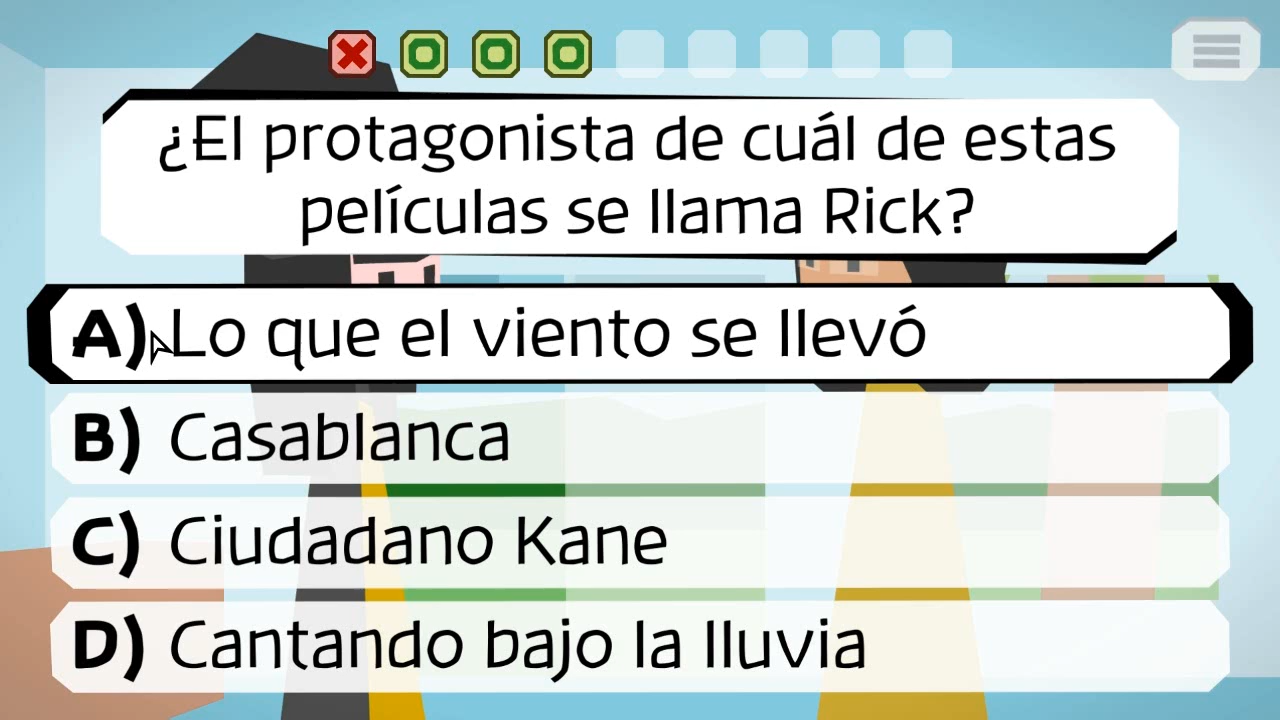 ¿El protagonista de cuál de estas
películas se llama Rick?
A) Lo que el viento se llevó
B) Casablanca
C) Ciudadano Kane
D) Cantando bajo la lluvia